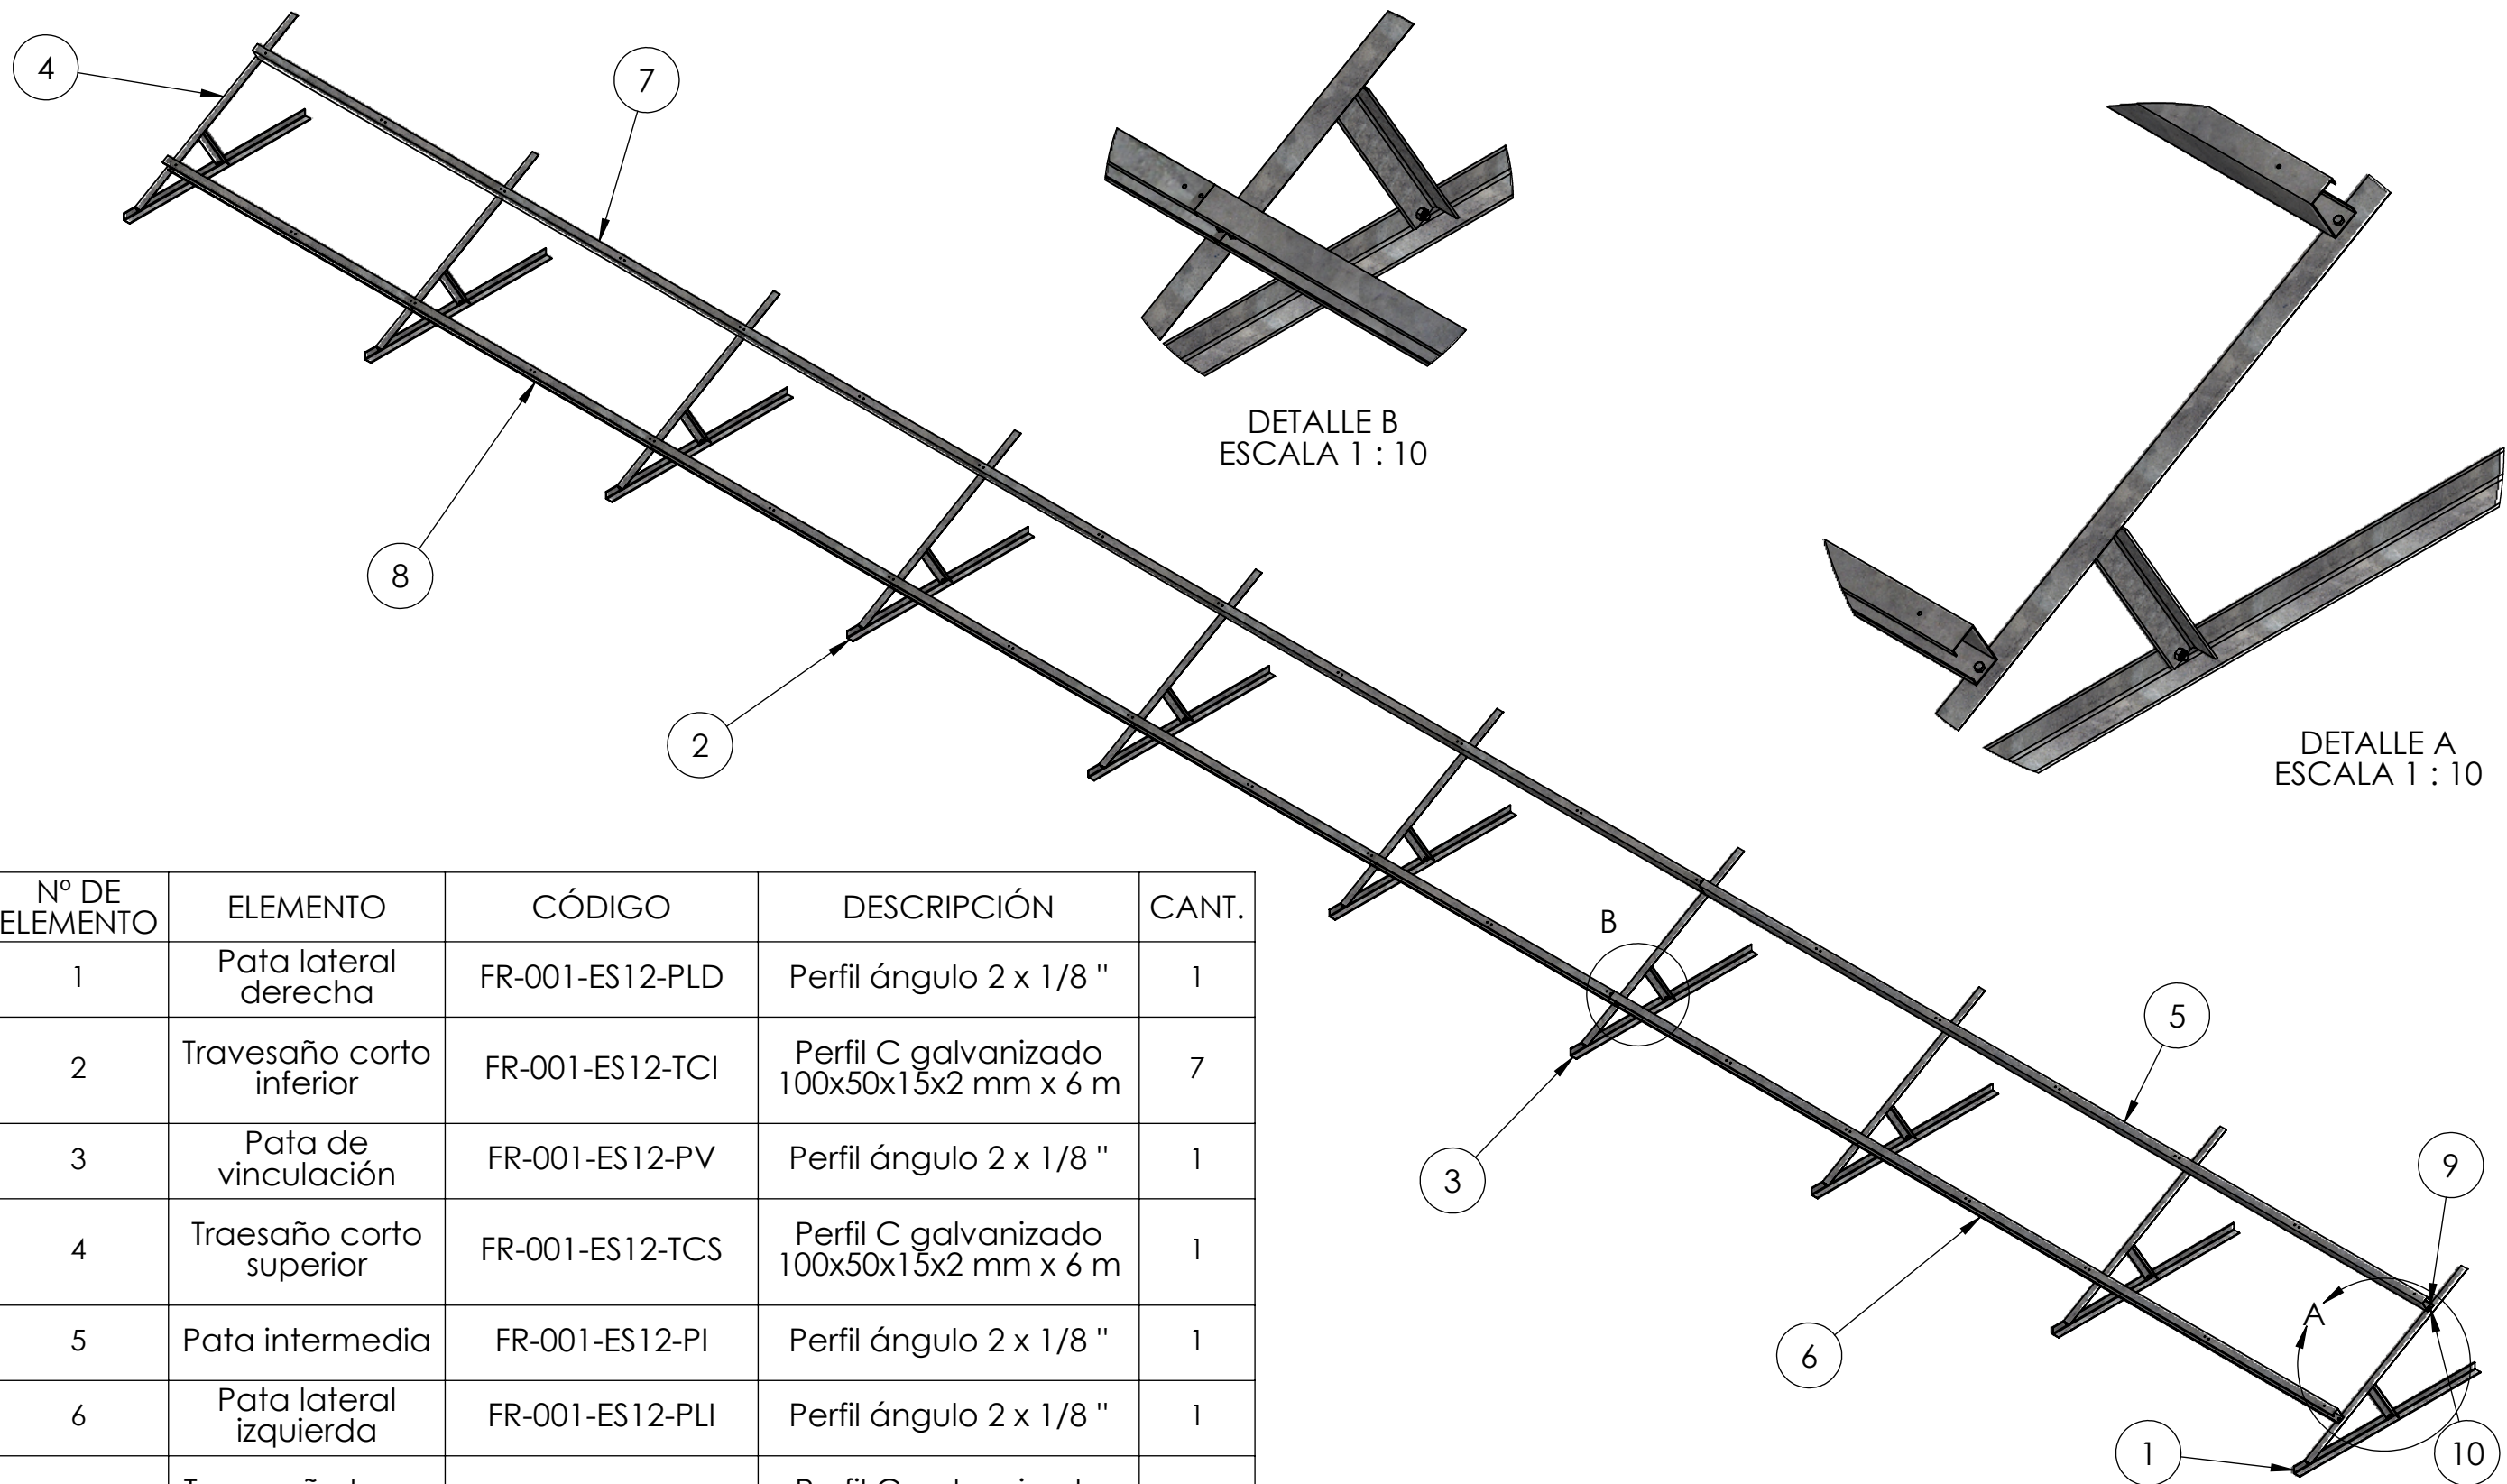 4
7
8
2
DETALLE B
ESCALA 1 : 10
DETALLE A
ESCALA 1 : 10
B
3
5
9
A
6
1
10
Nº DE
ELEMENTO
ELEMENTO
CÓDIGO
DESCRIPCIÓN
CANT.
1
Pata lateral
derecha
FR-001-ES12-PLD
Perfil ángulo 2 x 1/8 "
1
2
Travesaño corto
inferior
FR-001-ES12-TCI
Perfil C galvanizado
100x50x15x2 mm x 6 m
7
3
Pata de
vinculación
FR-001-ES12-PV
Perfil ángulo 2 x 1/8 "
1
4
Traesaño corto
superior
FR-001-ES12-TCS
Perfil C galvanizado
100x50x15x2 mm x 6 m
1
5
Pata intermedia
FR-001-ES12-PI
Perfil ángulo 2 x 1/8 "
1
6
Pata lateral
izquierda
FR-001-ES12-PLI
Perfil ángulo 2 x 1/8 "
1